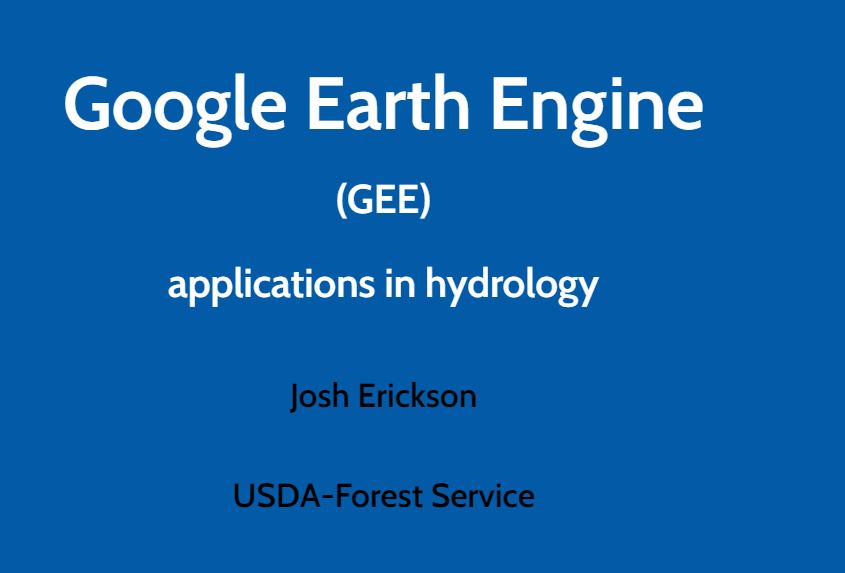 Google Earth Engine
(GEE)
applications in hydrology
Josh Erickson
USDA-Forest Service